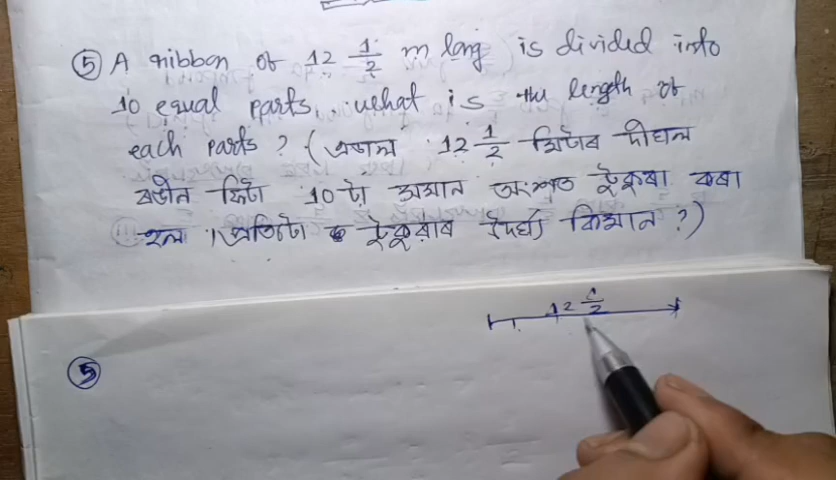 ⑤ A ribbon of 12 1/2 m long is divided into
10 equal parts. what is the length of
each parts? (এডাল 12 1/2 মিটাৰ দীঘল
ৰঙীন ফিটা 10 টা সমান অংশত টুকুৰা কৰা
হল। প্ৰতিটো টুকুৰাৰ দৈৰ্ঘ্য কিমান?)
12 1/2
⑤